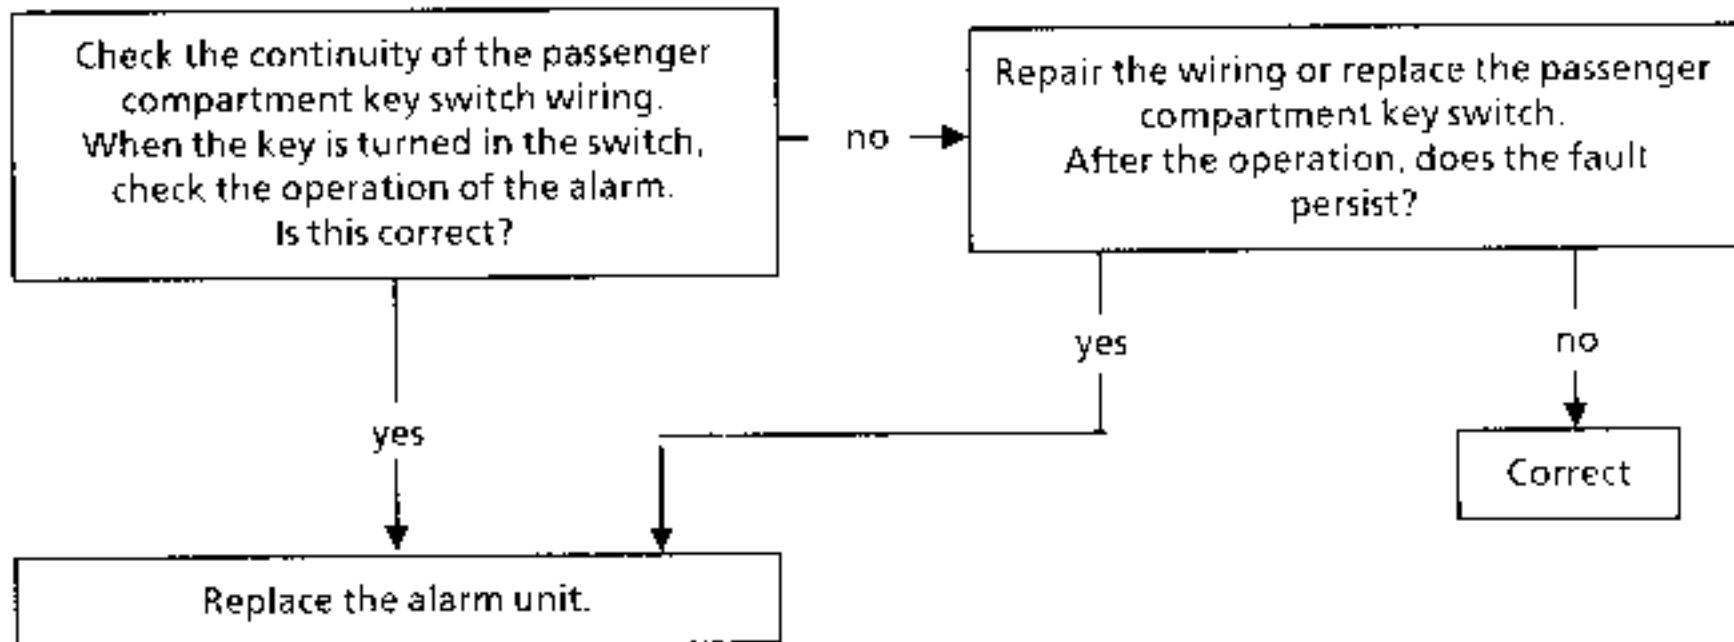 Check the continuity of the passenger
compartment key switch wiring.
When the key is turned in the switch,
check the operation of the alarm.
Is this correct?
no
Repair the wiring or replace the passenger
compartment key switch.
After the operation, does the fault
persist?
yes
yes
no
Correct
Replace the alarm unit.